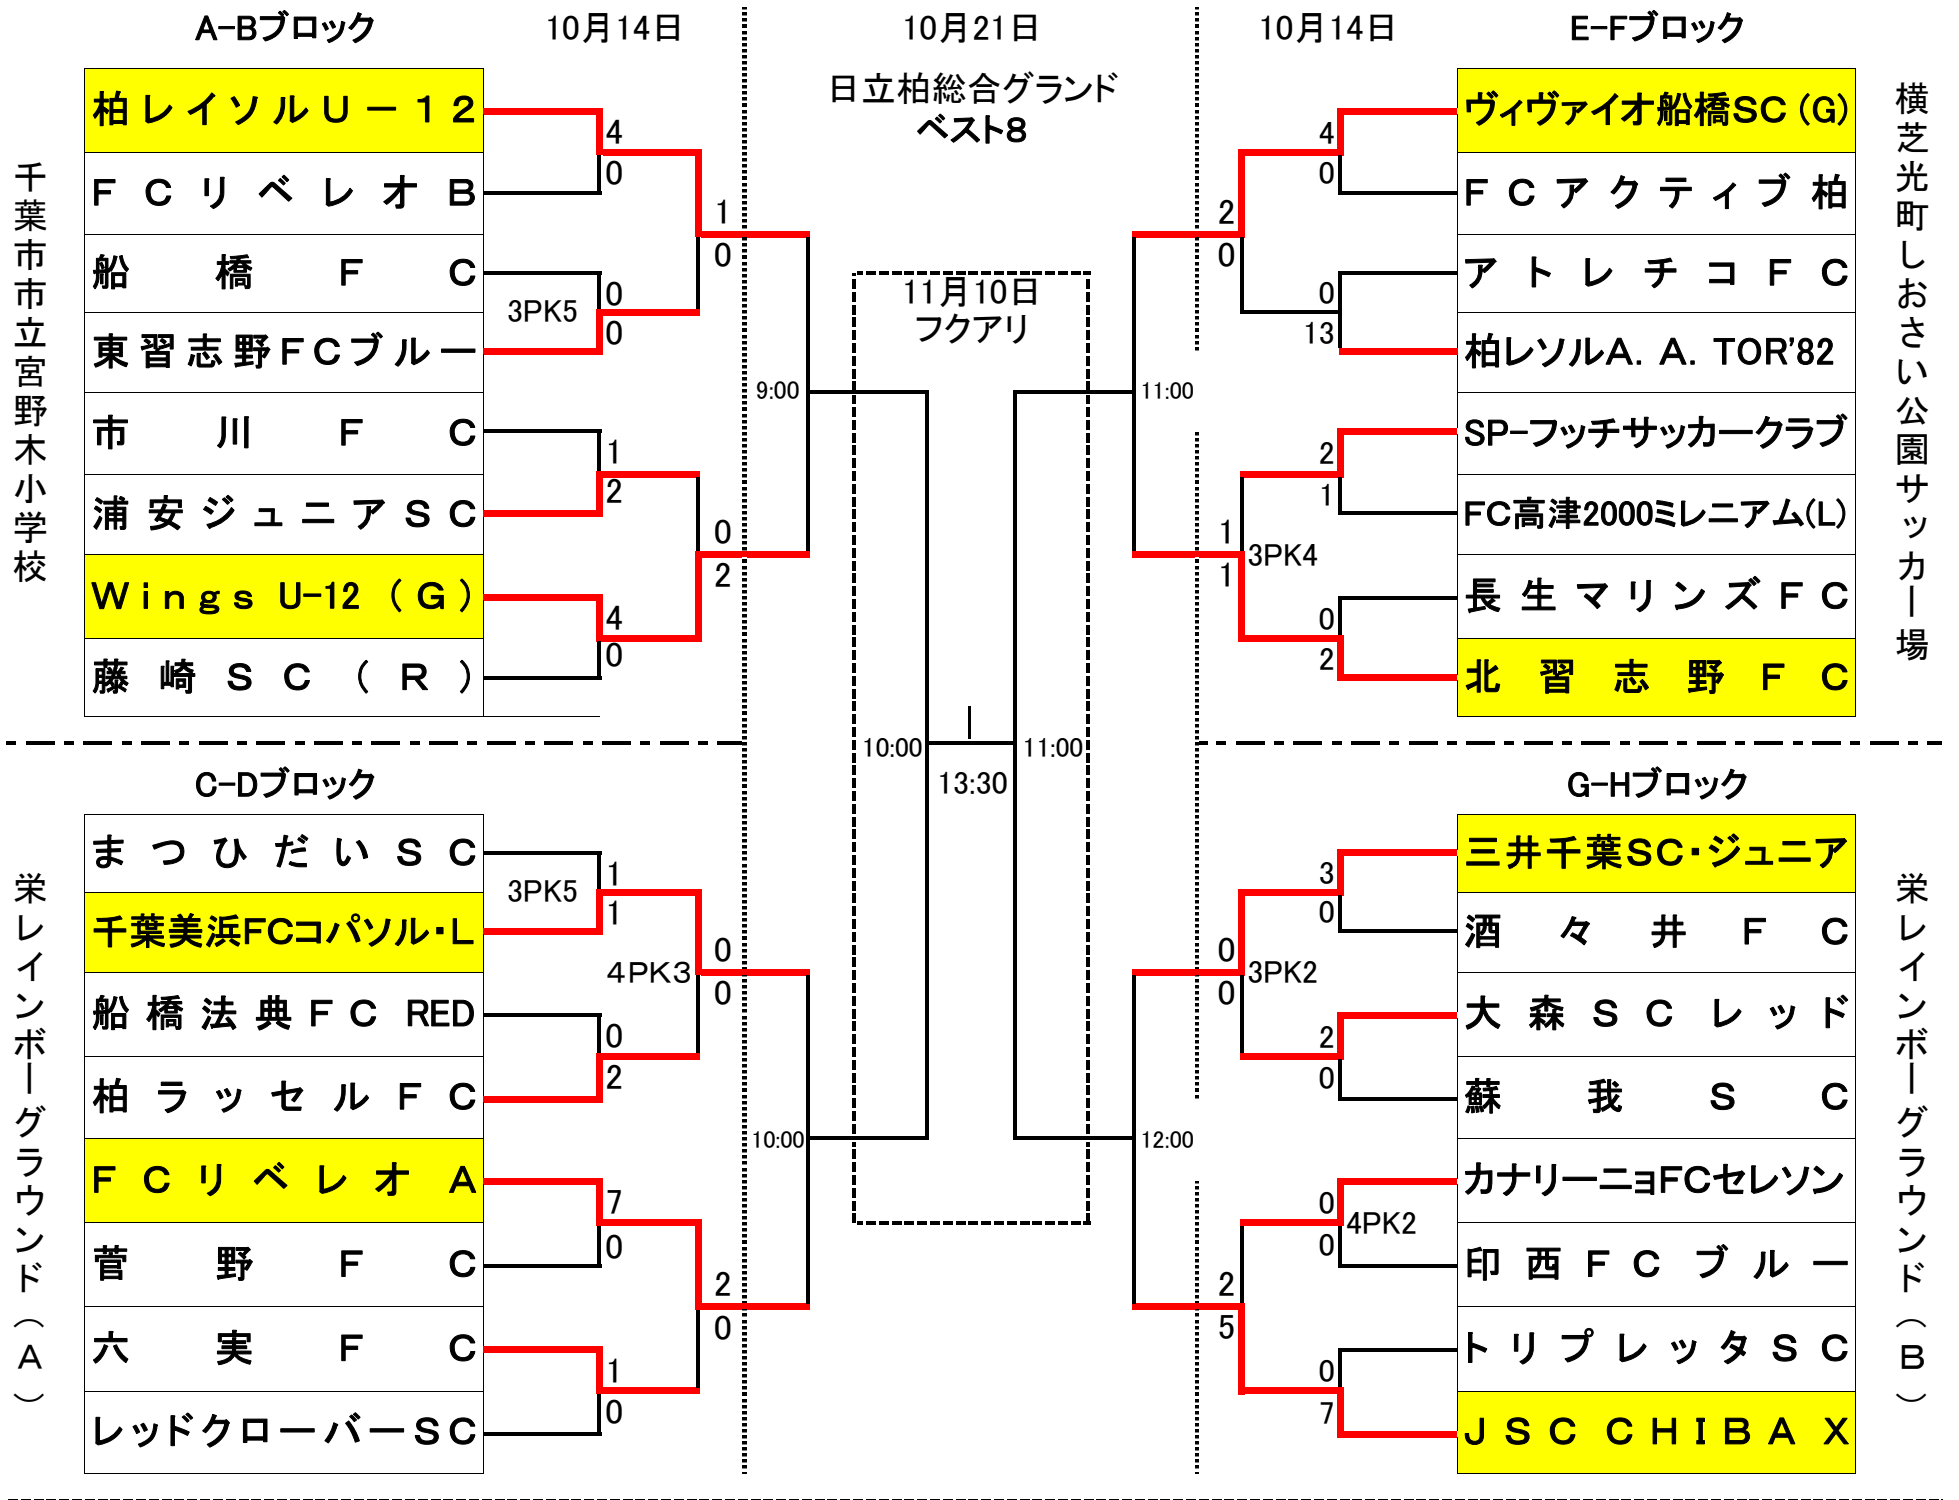 A-Bブロック
10月14日
10月21日
10月14日
E-Fブロック
日立柏総合グランド
ベスト8
千葉市市立宮野木小学校
柏レイソルU－12
FCリベレオB
船橋FC
東習志野FCブルー
市川FC
浦安ジュニアSC
Wings U-12(G)
藤崎SC(R)
4
0
0
3PK5
0
1
2
4
0
1
0
0
2
9:00
11月10日
フクアリ
10:00
11:00
13:30
11:00
2
0
1
3PK4
1
4
0
0
13
2
1
0
2
ヴィヴァイオ船橋SC(G)
FCアクティブ柏
アトレチコFC
柏レソルA.A.TOR'82
SP-フッチサッカークラブ
FC高津2000ミレニアム(L)
長生マリンズFC
北習志野FC
横芝光町しおさい公園サッカー場
C-Dブロック
G-Hブロック
栄レインボーグラウンド(A)
まつひだいSC
千葉美浜FCコパソル・L
船橋法典FC RED
柏ラッセルFC
FCリベレオA
菅野FC
六実FC
レッドクローバーSC
1
3PK5
1
0
2
7
0
1
0
0
4PK3
0
2
0
10:00
12:00
0
3PK2
0
2
5
3
0
2
0
0
4PK2
0
0
7
三井千葉SC・ジュニア
酒々井FC
大森SCレッド
蘇我SC
カナリーニョFCセレソン
印西FCブルー
トリプレッタSC
JSC CHIBA X
栄レインボーグラウンド(B)